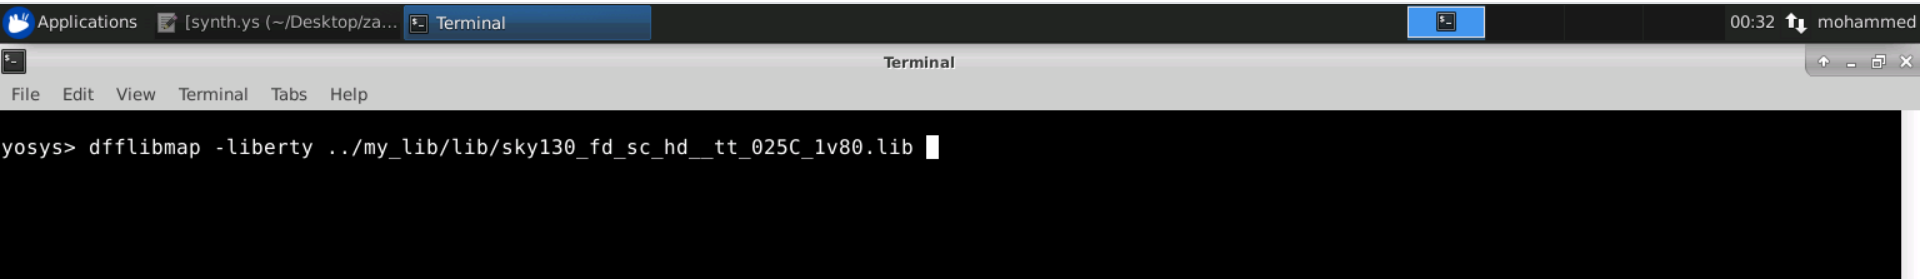 Applications [synth.ys (~/Desktop/za... Terminal 00:32 mohammed
Terminal
File Edit View Terminal Tabs Help
yosys> dfflibmap -liberty ../my_lib/lib/sky130_fd_sc_hd__tt_025C_1v80.lib